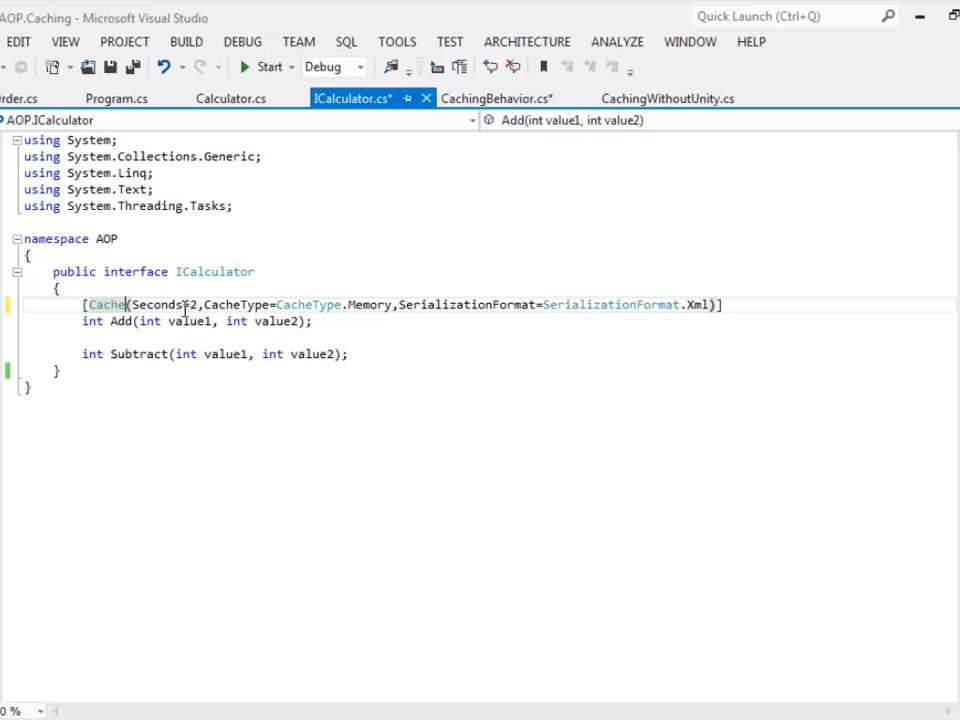 AOP.Caching - Microsoft Visual Studio
Quick Launch (Ctrl+Q)
EDIT VIEW PROJECT BUILD DEBUG TEAM SQL TOOLS TEST ARCHITECTURE ANALYZE WINDOW HELP
Start Debug
rder.cs Program.cs Calculator.cs ICalculator.cs* CachingBehavior.cs* CachingWithoutUnity.cs
AOP.ICalculator Add(int value1, int value2)
using System;
using System.Collections.Generic;
using System.Linq;
using System.Text;
using System.Threading.Tasks;
namespace AOP
{
public interface ICalculator
{
[Cache(Seconds=2,CacheType=CacheType.Memory,SerializationFormat=SerializationFormat.Xml)]
int Add(int value1, int value2);
int Subtract(int value1, int value2);
}
}
0 %